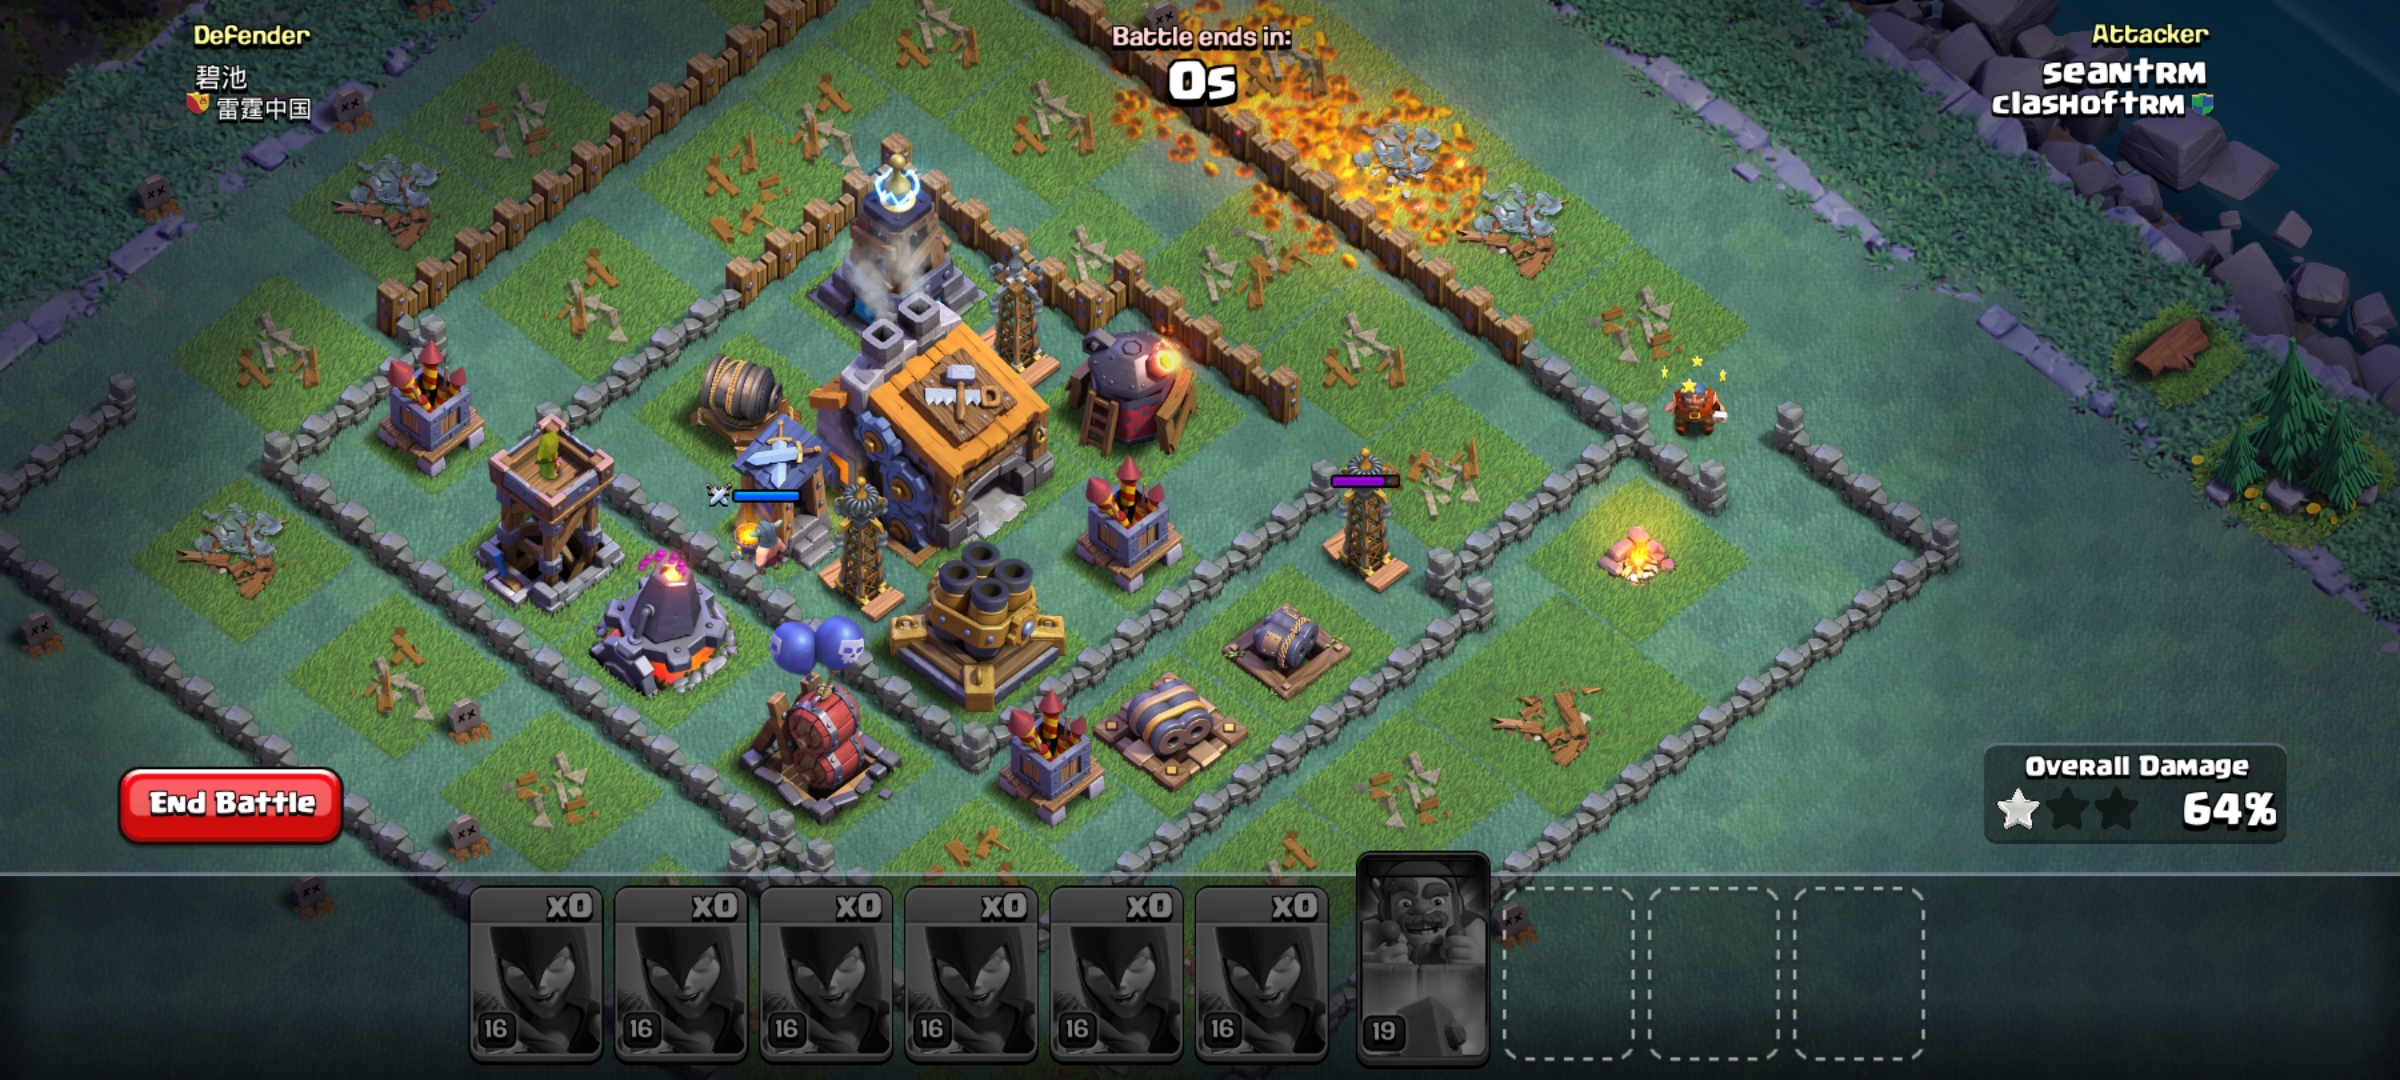 Defender
碧池
雷霆中国
Battle ends in:
0s
Attacker
seantRM
clashoftRM
End Battle
Overall Damage
64%
x0 x0 x0 x0 x0 x0
16 16 16 16 16 16 19